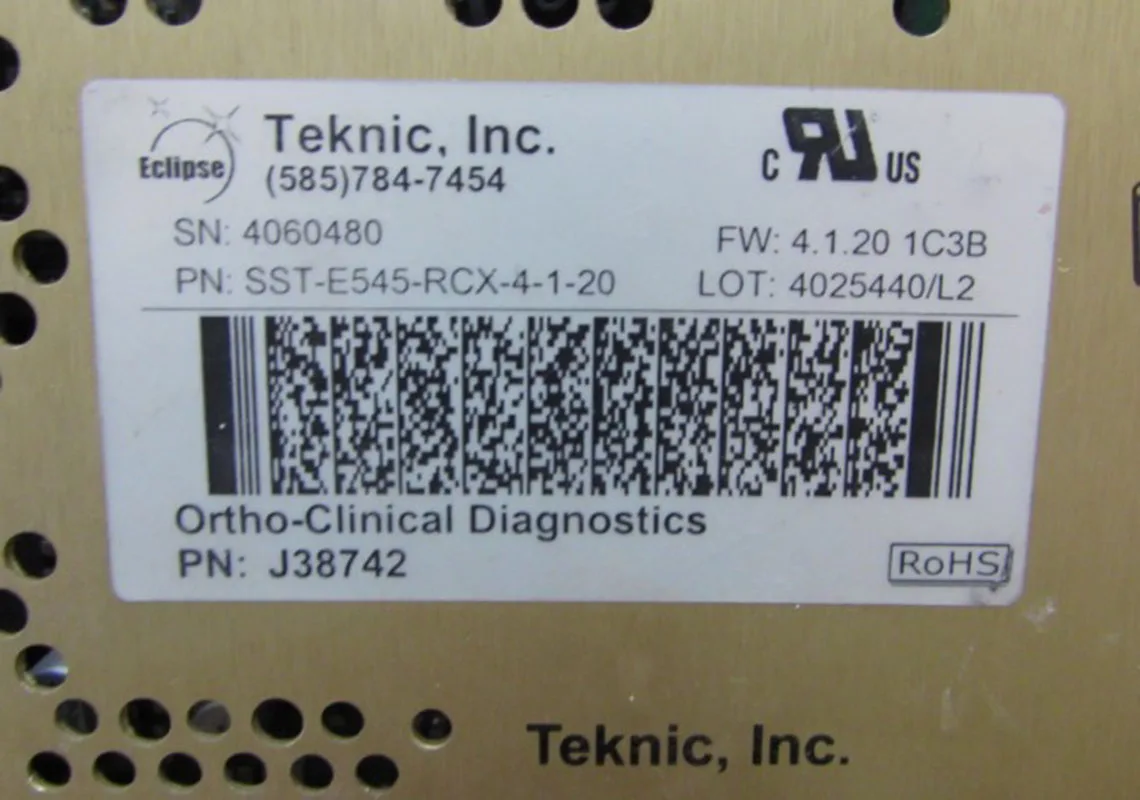 Eclipse
Teknic, Inc.
(585)784-7454
C RU US
SN: 4060480
FW: 4.1.20 1C3B
PN: SST-E545-RCX-4-1-20
LOT: 4025440/L2
Ortho-Clinical Diagnostics
PN: J38742
RoHS
Teknic, Inc.